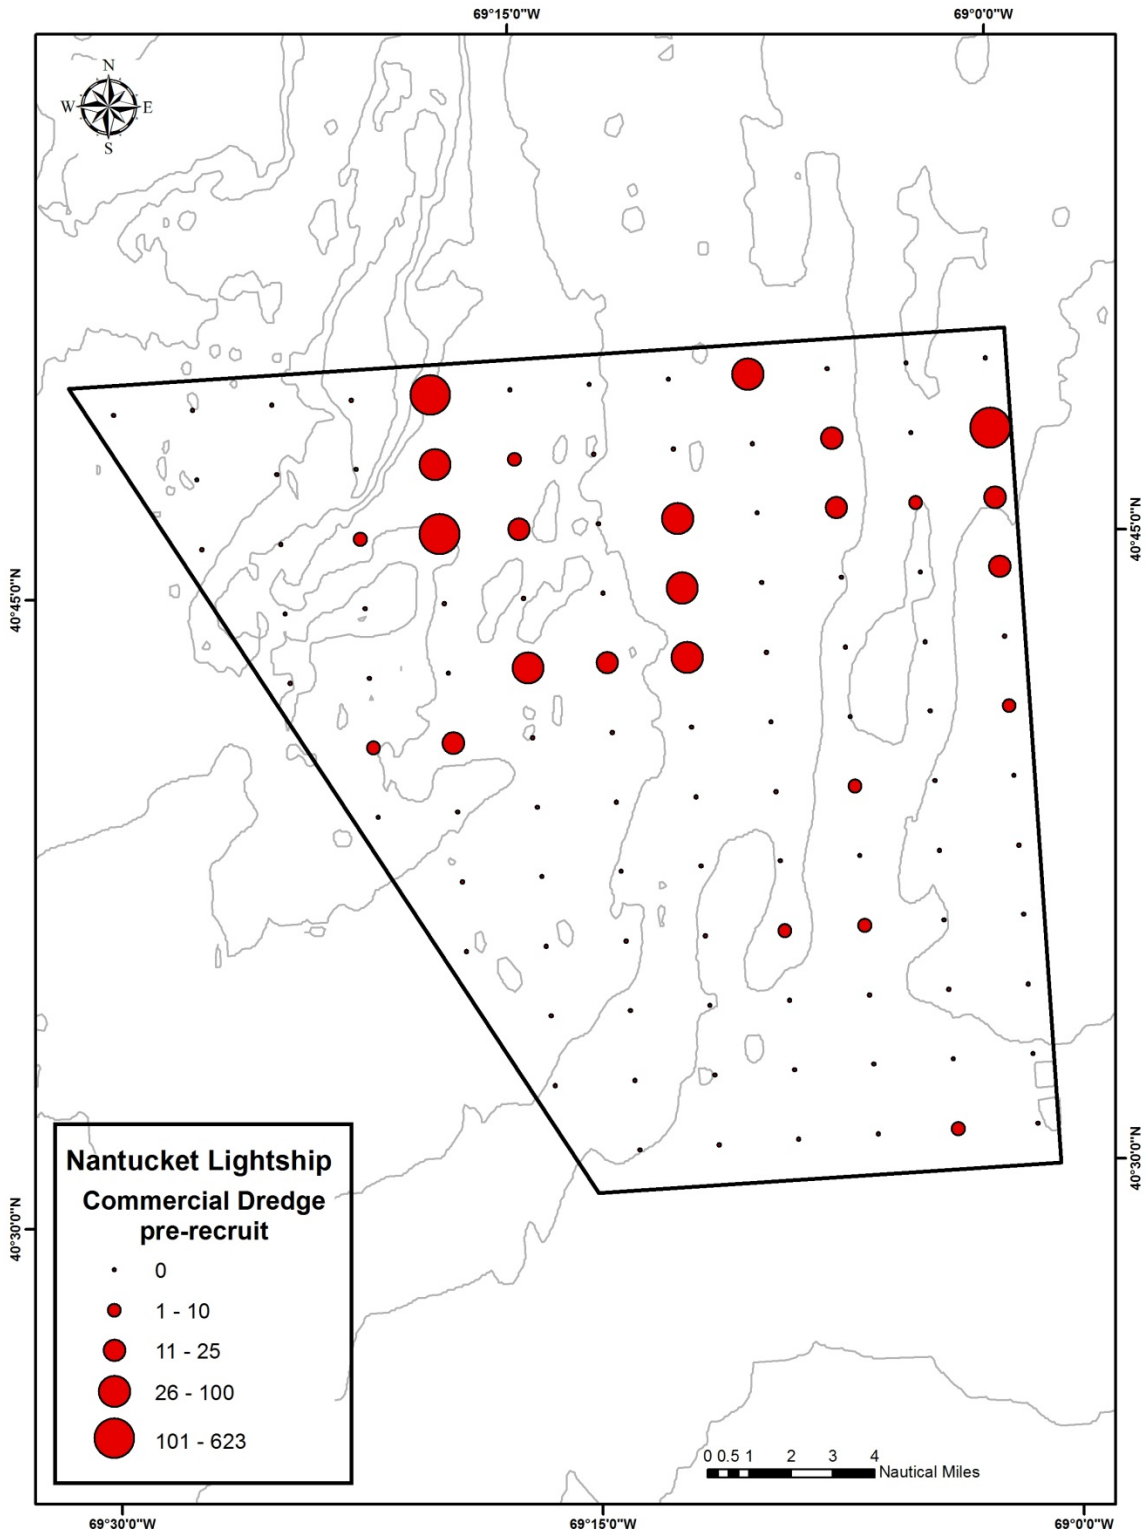 69°15'0"W 69°0'0"W
N
W E
S
40°45'0"N
40°45'0"N
40°30'0"N
40°30'0"N
Nantucket Lightship
Commercial Dredge
pre-recruit
0
1 - 10
11 - 25
26 - 100
101 - 623
0 0.5 1 2 3 4
Nautical Miles
69°30'0"W 69°15'0"W 69°0'0"W